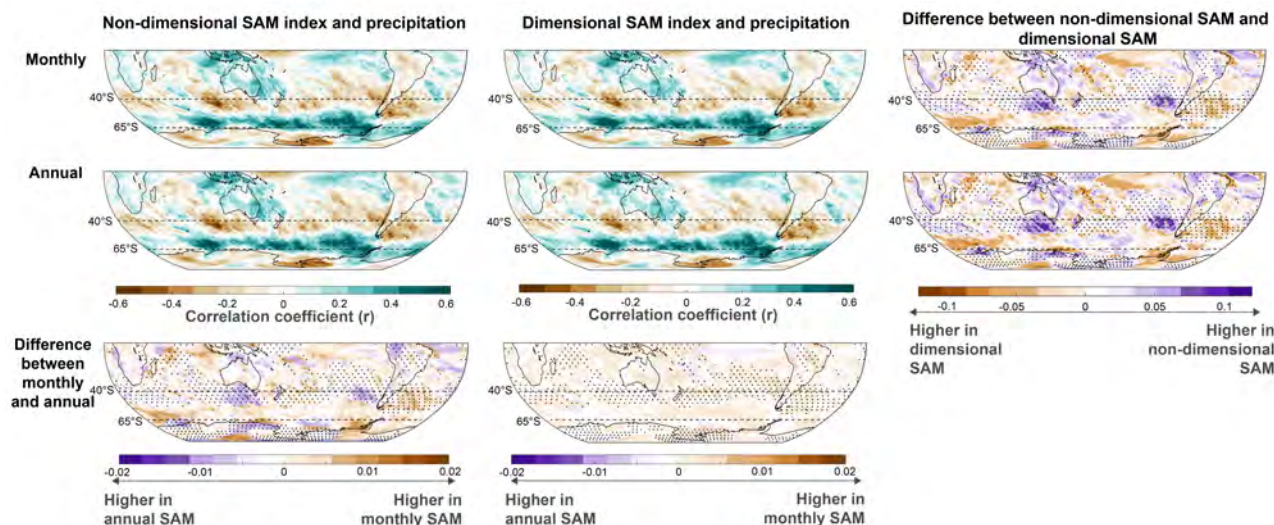 Non-dimensional SAM index and precipitation
Dimensional SAM index and precipitation
Difference between non-dimensional SAM and
dimensional SAM
Monthly
40°S
65°S
40°S
65°S
40°S
65°S
Annual
40°S
65°S
40°S
65°S
40°S
65°S
-0.6 -0.4 -0.2 0 0.2 0.4 0.6
Correlation coefficient (r)
-0.6 -0.4 -0.2 0 0.2 0.4 0.6
Correlation coefficient (r)
-0.1 -0.05 0 0.05 0.1
Higher in
dimensional
SAM
Higher in
non-dimensional
SAM
Difference
between
monthly
and annual
40°S
65°S
40°S
65°S
-0.02 -0.01 0 0.01 0.02
Higher in
annual SAM
Higher in
monthly SAM
-0.02 -0.01 0 0.01 0.02
Higher in
annual SAM
Higher in
monthly SAM